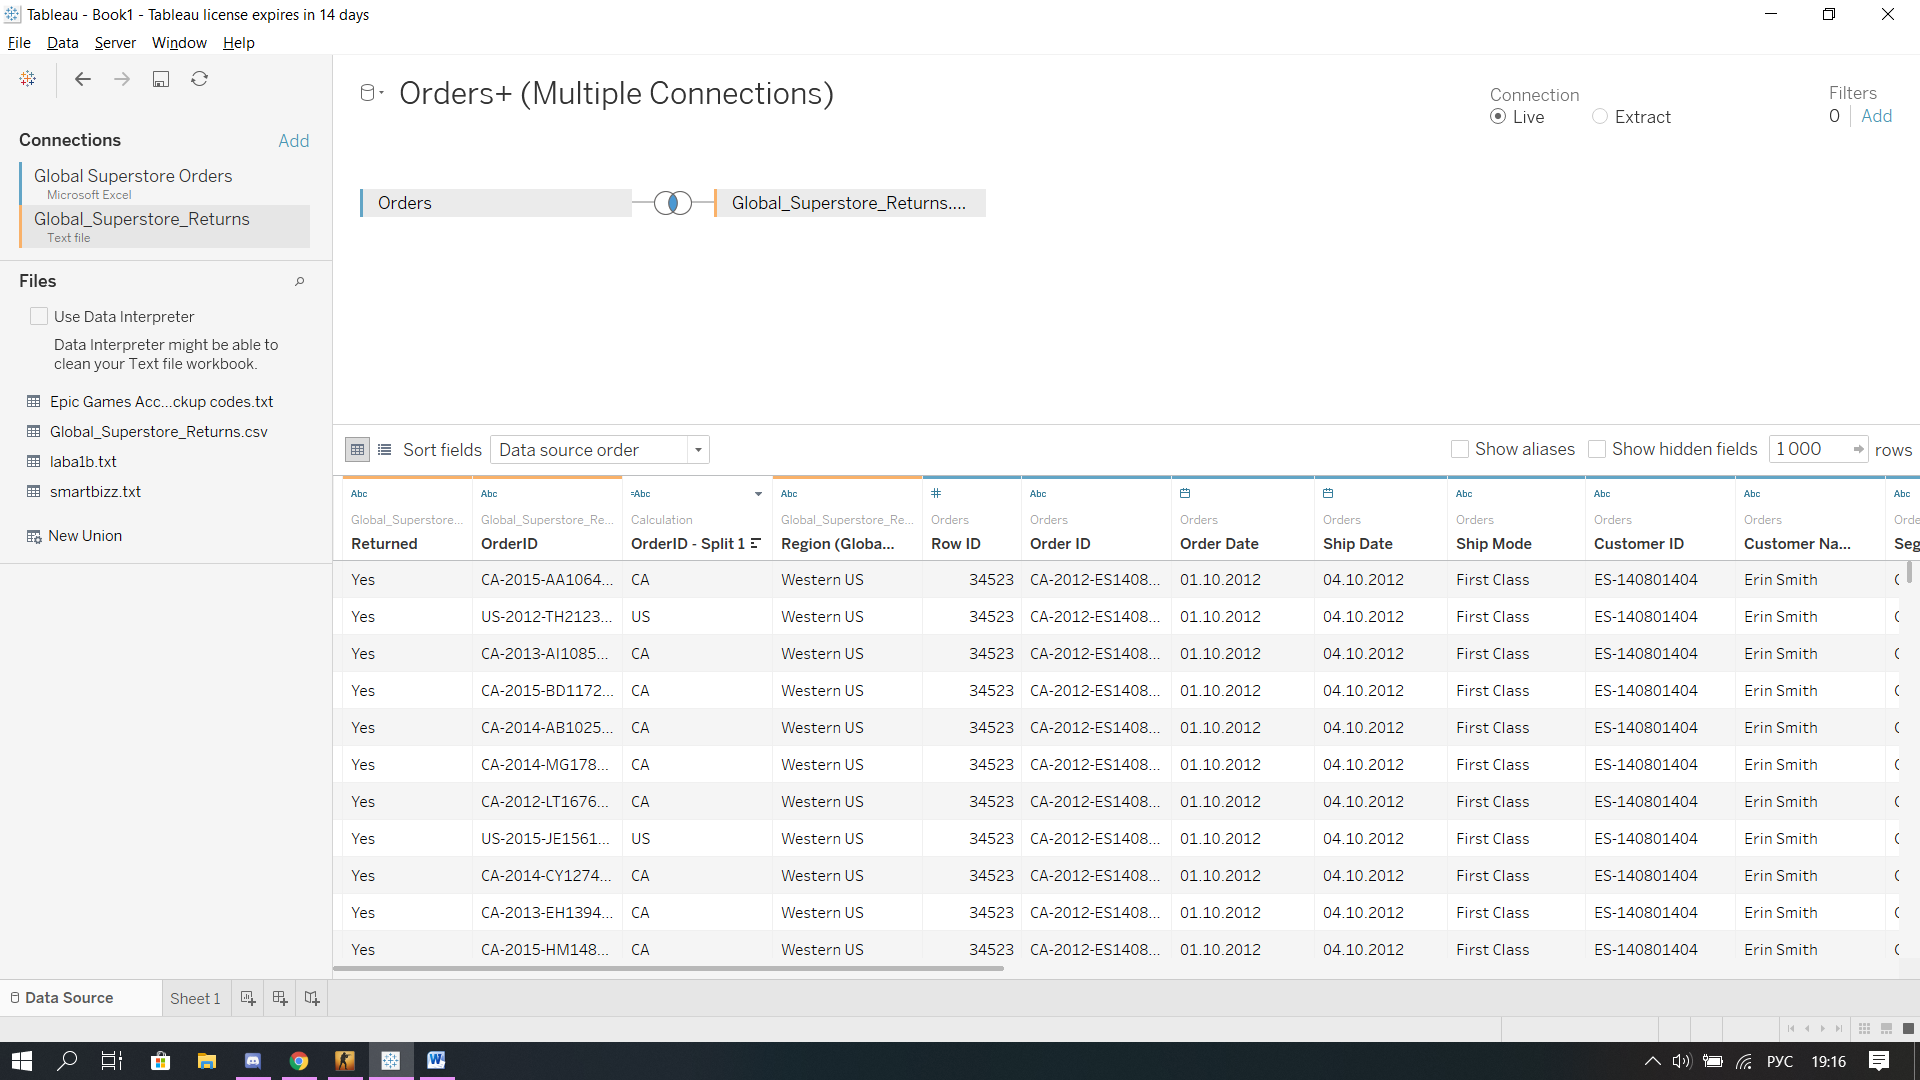 Tableau - Book1 - Tableau license expires in 14 days
File Data Server Window Help
Connections Add
Global Superstore Orders
Microsoft Excel
Global_Superstore_Returns
Text file
Files
Use Data Interpreter
Data Interpreter might be able to
clean your Text file workbook.
Epic Games Acc...ckup codes.txt
Global_Superstore_Returns.csv
laba1b.txt
smartbizz.txt
New Union
Orders+ (Multiple Connections)
Connection
Live Extract
Filters
0 Add
Orders
Global_Superstore_Returns....
Sort fields Data source order
Show aliases Show hidden fields 1 000 rows
Abc Abc =Abc Abc # Abc Abc Abc Abc Abc
Global_Superstore... Global_Superstore_Re... Calculation Global_Superstore_Re... Orders Orders Orders Orders Orders Orders Orders Orde
Returned OrderID OrderID - Split 1 Region (Globa... Row ID Order ID Order Date Ship Date Ship Mode Customer ID Customer Na... Seg
Yes CA-2015-AA1064... CA Western US 34523 CA-2012-ES1408... 01.10.2012 04.10.2012 First Class ES-140801404 Erin Smith
Yes US-2012-TH2123... US Western US 34523 CA-2012-ES1408... 01.10.2012 04.10.2012 First Class ES-140801404 Erin Smith
Yes CA-2013-AI1085... CA Western US 34523 CA-2012-ES1408... 01.10.2012 04.10.2012 First Class ES-140801404 Erin Smith
Yes CA-2015-BD1172... CA Western US 34523 CA-2012-ES1408... 01.10.2012 04.10.2012 First Class ES-140801404 Erin Smith
Yes CA-2014-AB1025... CA Western US 34523 CA-2012-ES1408... 01.10.2012 04.10.2012 First Class ES-140801404 Erin Smith
Yes CA-2014-MG178... CA Western US 34523 CA-2012-ES1408... 01.10.2012 04.10.2012 First Class ES-140801404 Erin Smith
Yes CA-2012-LT1676... CA Western US 34523 CA-2012-ES1408... 01.10.2012 04.10.2012 First Class ES-140801404 Erin Smith
Yes US-2015-JE1561... US Western US 34523 CA-2012-ES1408... 01.10.2012 04.10.2012 First Class ES-140801404 Erin Smith
Yes CA-2014-CY1274... CA Western US 34523 CA-2012-ES1408... 01.10.2012 04.10.2012 First Class ES-140801404 Erin Smith
Yes CA-2013-EH1394... CA Western US 34523 CA-2012-ES1408... 01.10.2012 04.10.2012 First Class ES-140801404 Erin Smith
Yes CA-2015-HM148... CA Western US 34523 CA-2012-ES1408... 01.10.2012 04.10.2012 First Class ES-140801404 Erin Smith
Data Source Sheet 1
РУС 19:16